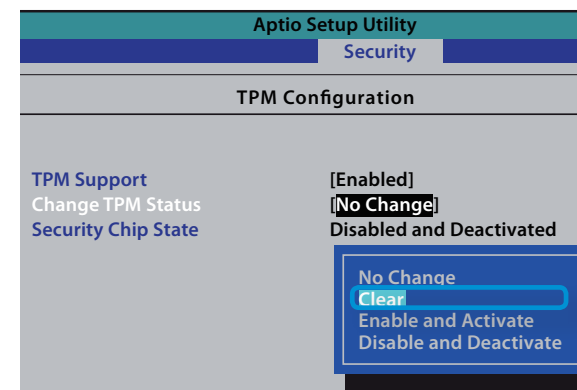 Aptio Setup Utility
Security
TPM Configuration
TPM Support [Enabled]
Change TPM Status [No Change]
Security Chip State Disabled and Deactivated
No Change
Clear
Enable and Activate
Disable and Deactivate